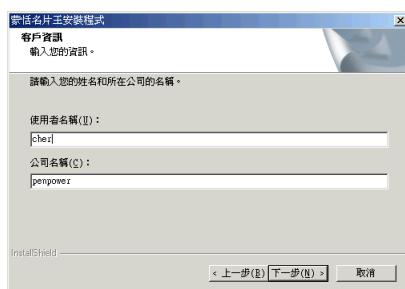 蒙恬名片王安裝程式
客戶資訊
輸入您的資訊。
請輸入您的姓名和所在公司的名稱。
使用者名稱(U)：
cher
公司名稱(C)：
penpower
InstallShield
< 上一步(B) 下一步(N) > 取消